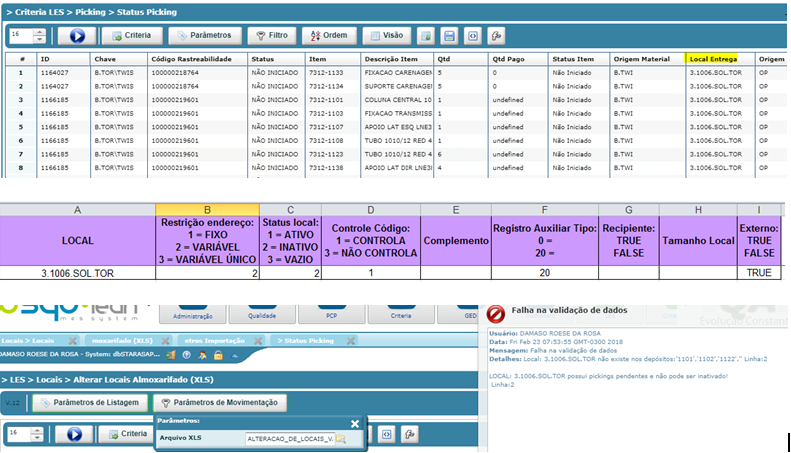 > Criteria LES > Picking > Status Picking
16 Criteria Parâmetros Filtro Ordem Visão
# ID Chave Código Rastreabilidade Status Item Descrição Item Qtd Qtd Pago Status Item Origem Material Local Entrega Origem
1 1164027 B.TOR\TWIS 100000218764 NÃO INICIADO 7312-1133 FIXACAO CARENAGEN 5 0 Não Iniciado B.TWI 3.1006.SOL.TOR OP
2 1164027 B.TOR\TWIS 100000218764 NÃO INICIADO 7312-1134 SUPORTE CARENAGEN 5 0 Não Iniciado B.TWI 3.1006.SOL.TOR OP
3 1166185 B.TOR\TWIS 100000219601 NÃO INICIADO 7312-1101 COLUNA CENTRAL 10 1 undefined Não Iniciado B.TWI 3.1006.SOL.TOR OP
4 1166185 B.TOR\TWIS 100000219601 NÃO INICIADO 7312-1103 FIXACAO TRANSMISS 1 undefined Não Iniciado B.TWI 3.1006.SOL.TOR OP
5 1166185 B.TOR\TWIS 100000219601 NÃO INICIADO 7312-1107 APOIO LAT ESQ LNE3 1 undefined Não Iniciado B.TWI 3.1006.SOL.TOR OP
6 1166185 B.TOR\TWIS 100000219601 NÃO INICIADO 7312-1108 TUBO 1010/12 RED 4 1 undefined Não Iniciado B.TWI 3.1006.SOL.TOR OP
7 1166185 B.TOR\TWIS 100000219601 NÃO INICIADO 7312-1123 TUBO 1010/12 RED 4 6 undefined Não Iniciado B.TWI 3.1006.SOL.TOR OP
8 1166185 B.TOR\TWIS 100000219601 NÃO INICIADO 7312-1138 APOIO LAT DIR LNE3 4 undefined Não Iniciado B.TWI 3.1006.SOL.TOR OP
A B C D E F G H I
LOCAL
Restrição endereço:
1 = FIXO
2 = VARIÁVEL
3 = VARIÁVEL ÚNICO
Status local:
1 = ATIVO
2 = INATIVO
3 = VAZIO
Controle Código:
1 = CONTROLA
3 = NÃO CONTROLA
Complemento
Registro Auxiliar Tipo:
0 =
20 =
Recipiente:
TRUE
FALSE
Tamanho Local
Externo:
TRUE
FALSE
3.1006.SOL.TOR 2 2 1 20 TRUE
mes system
Administração Qualidade PCP Criteria GED
Locais > Locais moxarifado (XLS) etros Importação > Status Picking
DAMASO ROESE DA ROSA - System: dbSTARASAP...
> LES > Locais > Alterar Locais Almoxarifado (XLS)
V.12 Parâmetros de Listagem Parâmetros de Movimentação
16 Criteria
Parâmetros:
Arquivo XLS ALTERACAO_DE_LOCAIS_V.
Falha na validação de dados
Evolução Constant
Usuário: DAMASO ROESE DA ROSA
Data: Fri Feb 23 07:53:55 GMT-0300 2018
Mensagem: Falha na validação de dados
Detalhes: Local: 3.1006.SOL.TOR não existe nos depósitos:'1101','1102','1122','' Linha:2
LOCAL: 3.1006.SOL.TOR possui pickings pendentes e não pode ser inativado!
Linha:2